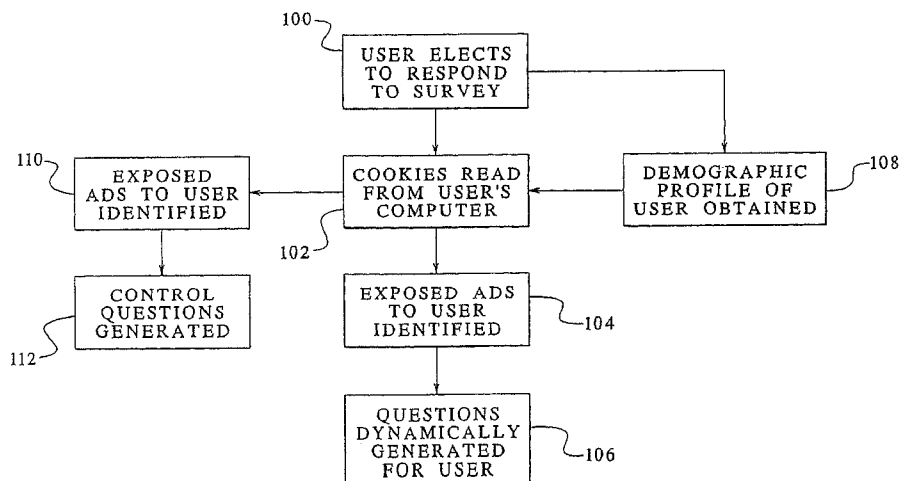 100
USER ELECTS
TO RESPOND
TO SURVEY
110
EXPOSED
ADS TO USER
IDENTIFIED
COOKIES READ
FROM USER'S
COMPUTER
102
DEMOGRAPHIC
PROFILE OF
USER OBTAINED
108
CONTROL
QUESTIONS
GENERATED
112
EXPOSED ADS
TO USER
IDENTIFIED
104
QUESTIONS
DYNAMICALLY
GENERATED
FOR USER
106